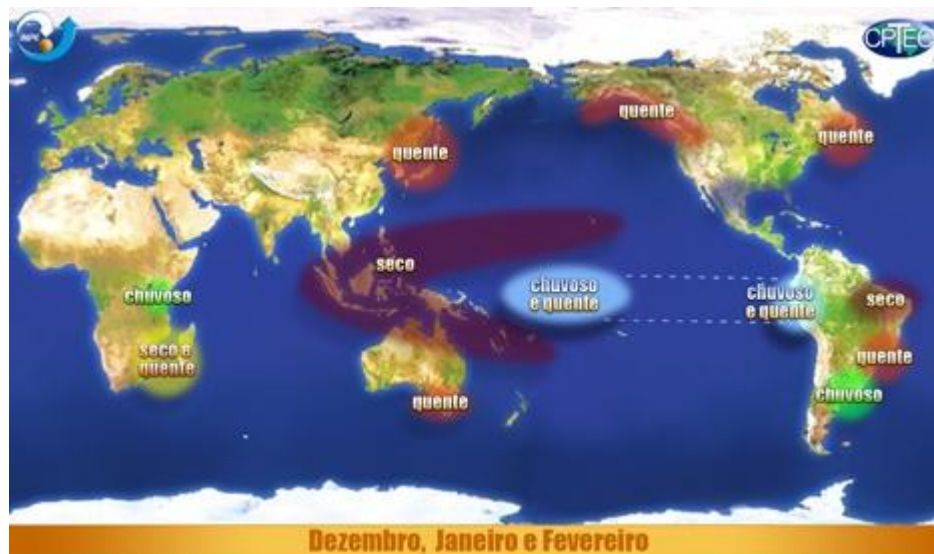 INPE
CPTEC
quente
quente
quente
seco
chuvoso
e quente
chuvoso
e quente
seco
chuvoso
seco e
quente
quente
quente
chuvoso
Dezembro, Janeiro e Fevereiro